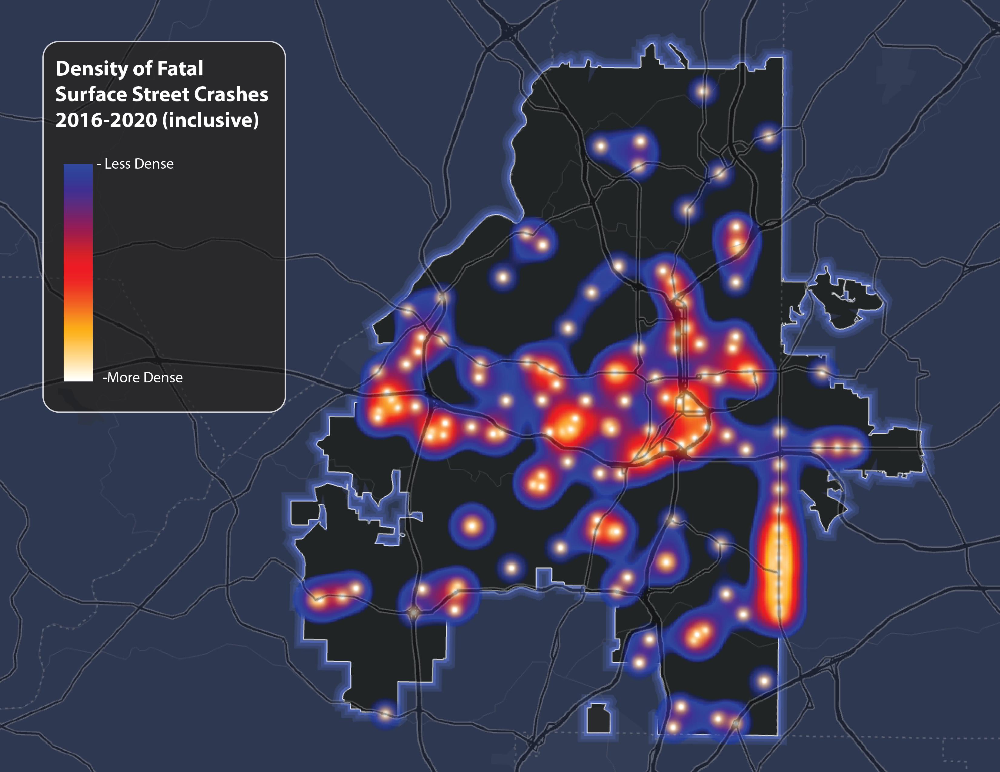 Density of Fatal
Surface Street Crashes
2016-2020 (inclusive)
- Less Dense
-More Dense